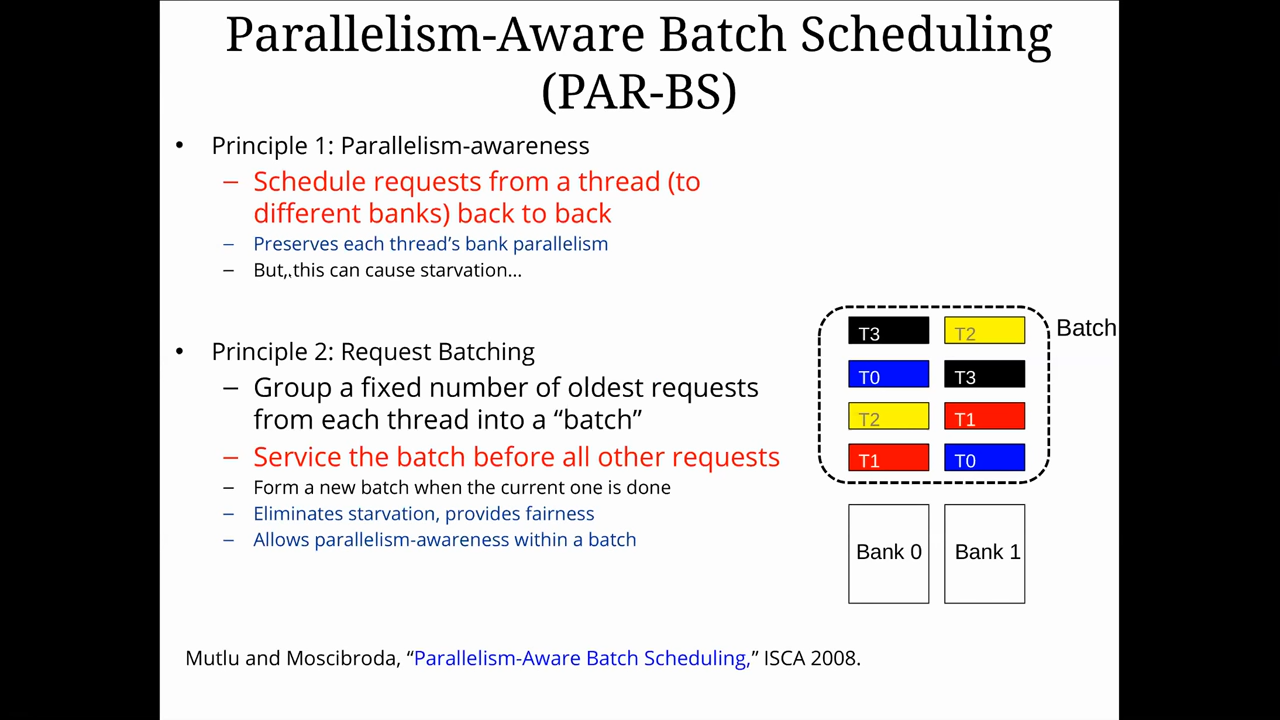 Parallelism-Aware Batch Scheduling
(PAR-BS)
• Principle 1: Parallelism-awareness
– Schedule requests from a thread (to
different banks) back to back
– Preserves each thread’s bank parallelism
– But, this can cause starvation…
• Principle 2: Request Batching
– Group a fixed number of oldest requests
from each thread into a “batch”
– Service the batch before all other requests
– Form a new batch when the current one is done
– Eliminates starvation, provides fairness
– Allows parallelism-awareness within a batch
T3 T2 Batch
T0 T3
T2 T1
T1 T0
Bank 0 Bank 1
Mutlu and Moscibroda, “Parallelism-Aware Batch Scheduling,” ISCA 2008.